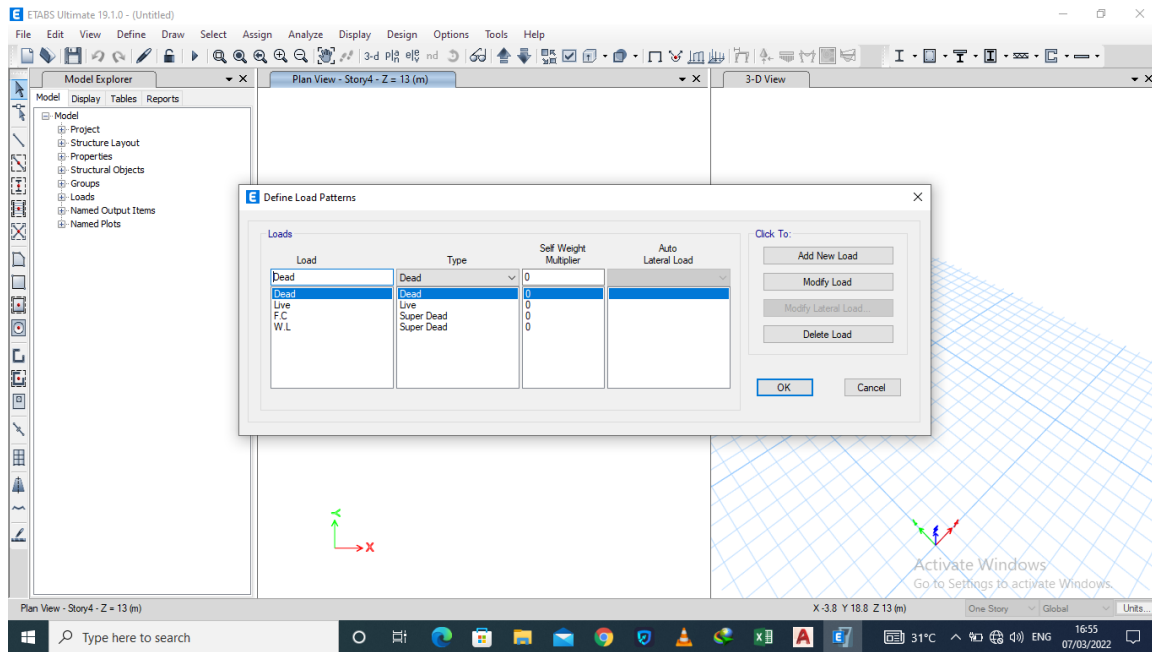 ETABS Ultimate 19.1.0 - (Untitled)
File Edit View Define Draw Select Assign Analyze Display Design Options Tools Help
3-d nd
Model Explorer
Plan View - Story4 - Z = 13 (m)
3-D View
Model Display Tables Reports
Model
Project
Structure Layout
Properties
Structural Objects
Groups
Loads
Named Output Items
Named Plots
Define Load Patterns
Loads
Click To:
Load Type Self Weight Multiplier Auto Lateral Load
Dead Dead 0
Dead Dead 0
Live Live 0
F.C Super Dead 0
W.L Super Dead 0
Add New Load
Modify Load
Modify Lateral Load...
Delete Load
OK Cancel
Y
X
Activate Windows
Go to Settings to activate Windows.
Plan View - Story4 - Z = 13 (m)
X -3.8 Y 18.8 Z 13 (m)
One Story Global Units...
Type here to search
31°C ENG 16:55
07/03/2022